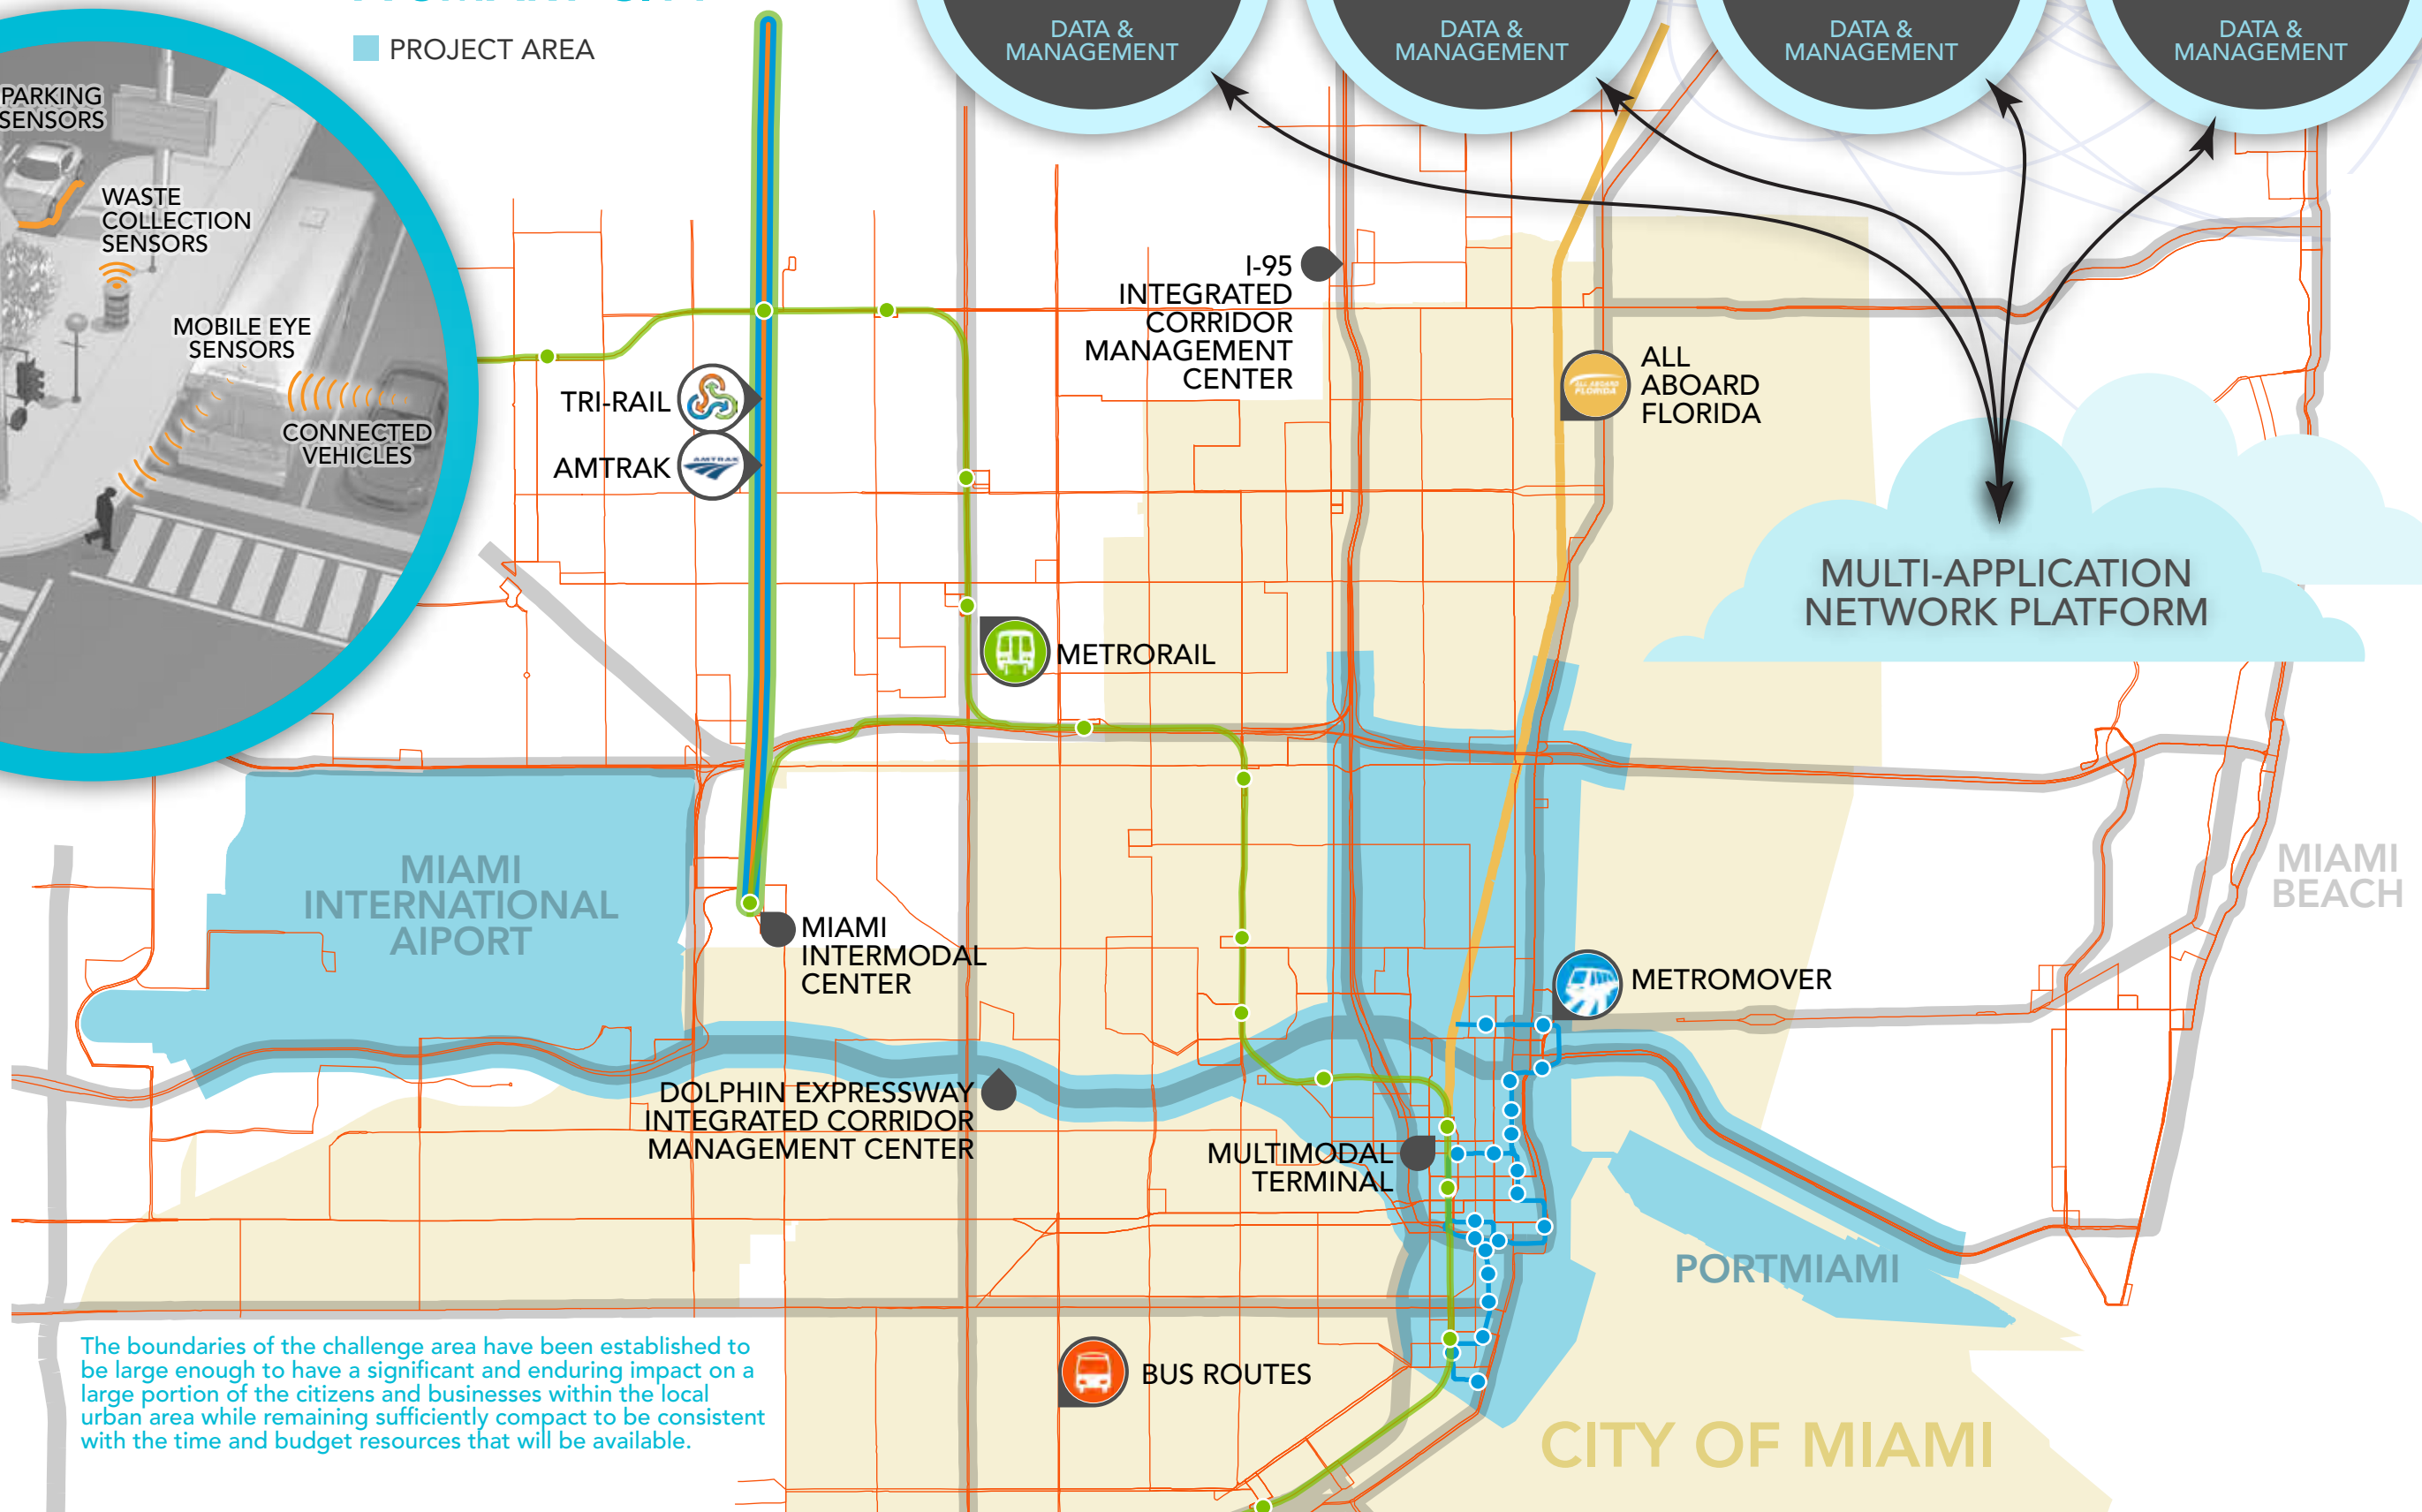 PROJECT AREA
DATA &
MANAGEMENT
DATA &
MANAGEMENT
DATA &
MANAGEMENT
DATA &
MANAGEMENT
PARKING
SENSORS
WASTE
COLLECTION
SENSORS
MOBILE EYE
SENSORS
CONNECTED
VEHICLES
I-95
INTEGRATED
CORRIDOR
MANAGEMENT
CENTER
TRI-RAIL
AMTRAK
AMTRAK
ALL ABOARD
FLORIDA
ALL
ABOARD
FLORIDA
MULTI-APPLICATION
NETWORK PLATFORM
METRORAIL
MIAMI
INTERNATIONAL
AIPORT
MIAMI
INTERMODAL
CENTER
MIAMI
BEACH
METROMOVER
DOLPHIN EXPRESSWAY
INTEGRATED CORRIDOR
MANAGEMENT CENTER
MULTIMODAL
TERMINAL
PORTMIAMI
The boundaries of the challenge area have been established to
be large enough to have a significant and enduring impact on a
large portion of the citizens and businesses within the local
urban area while remaining sufficiently compact to be consistent
with the time and budget resources that will be available.
BUS ROUTES
CITY OF MIAMI